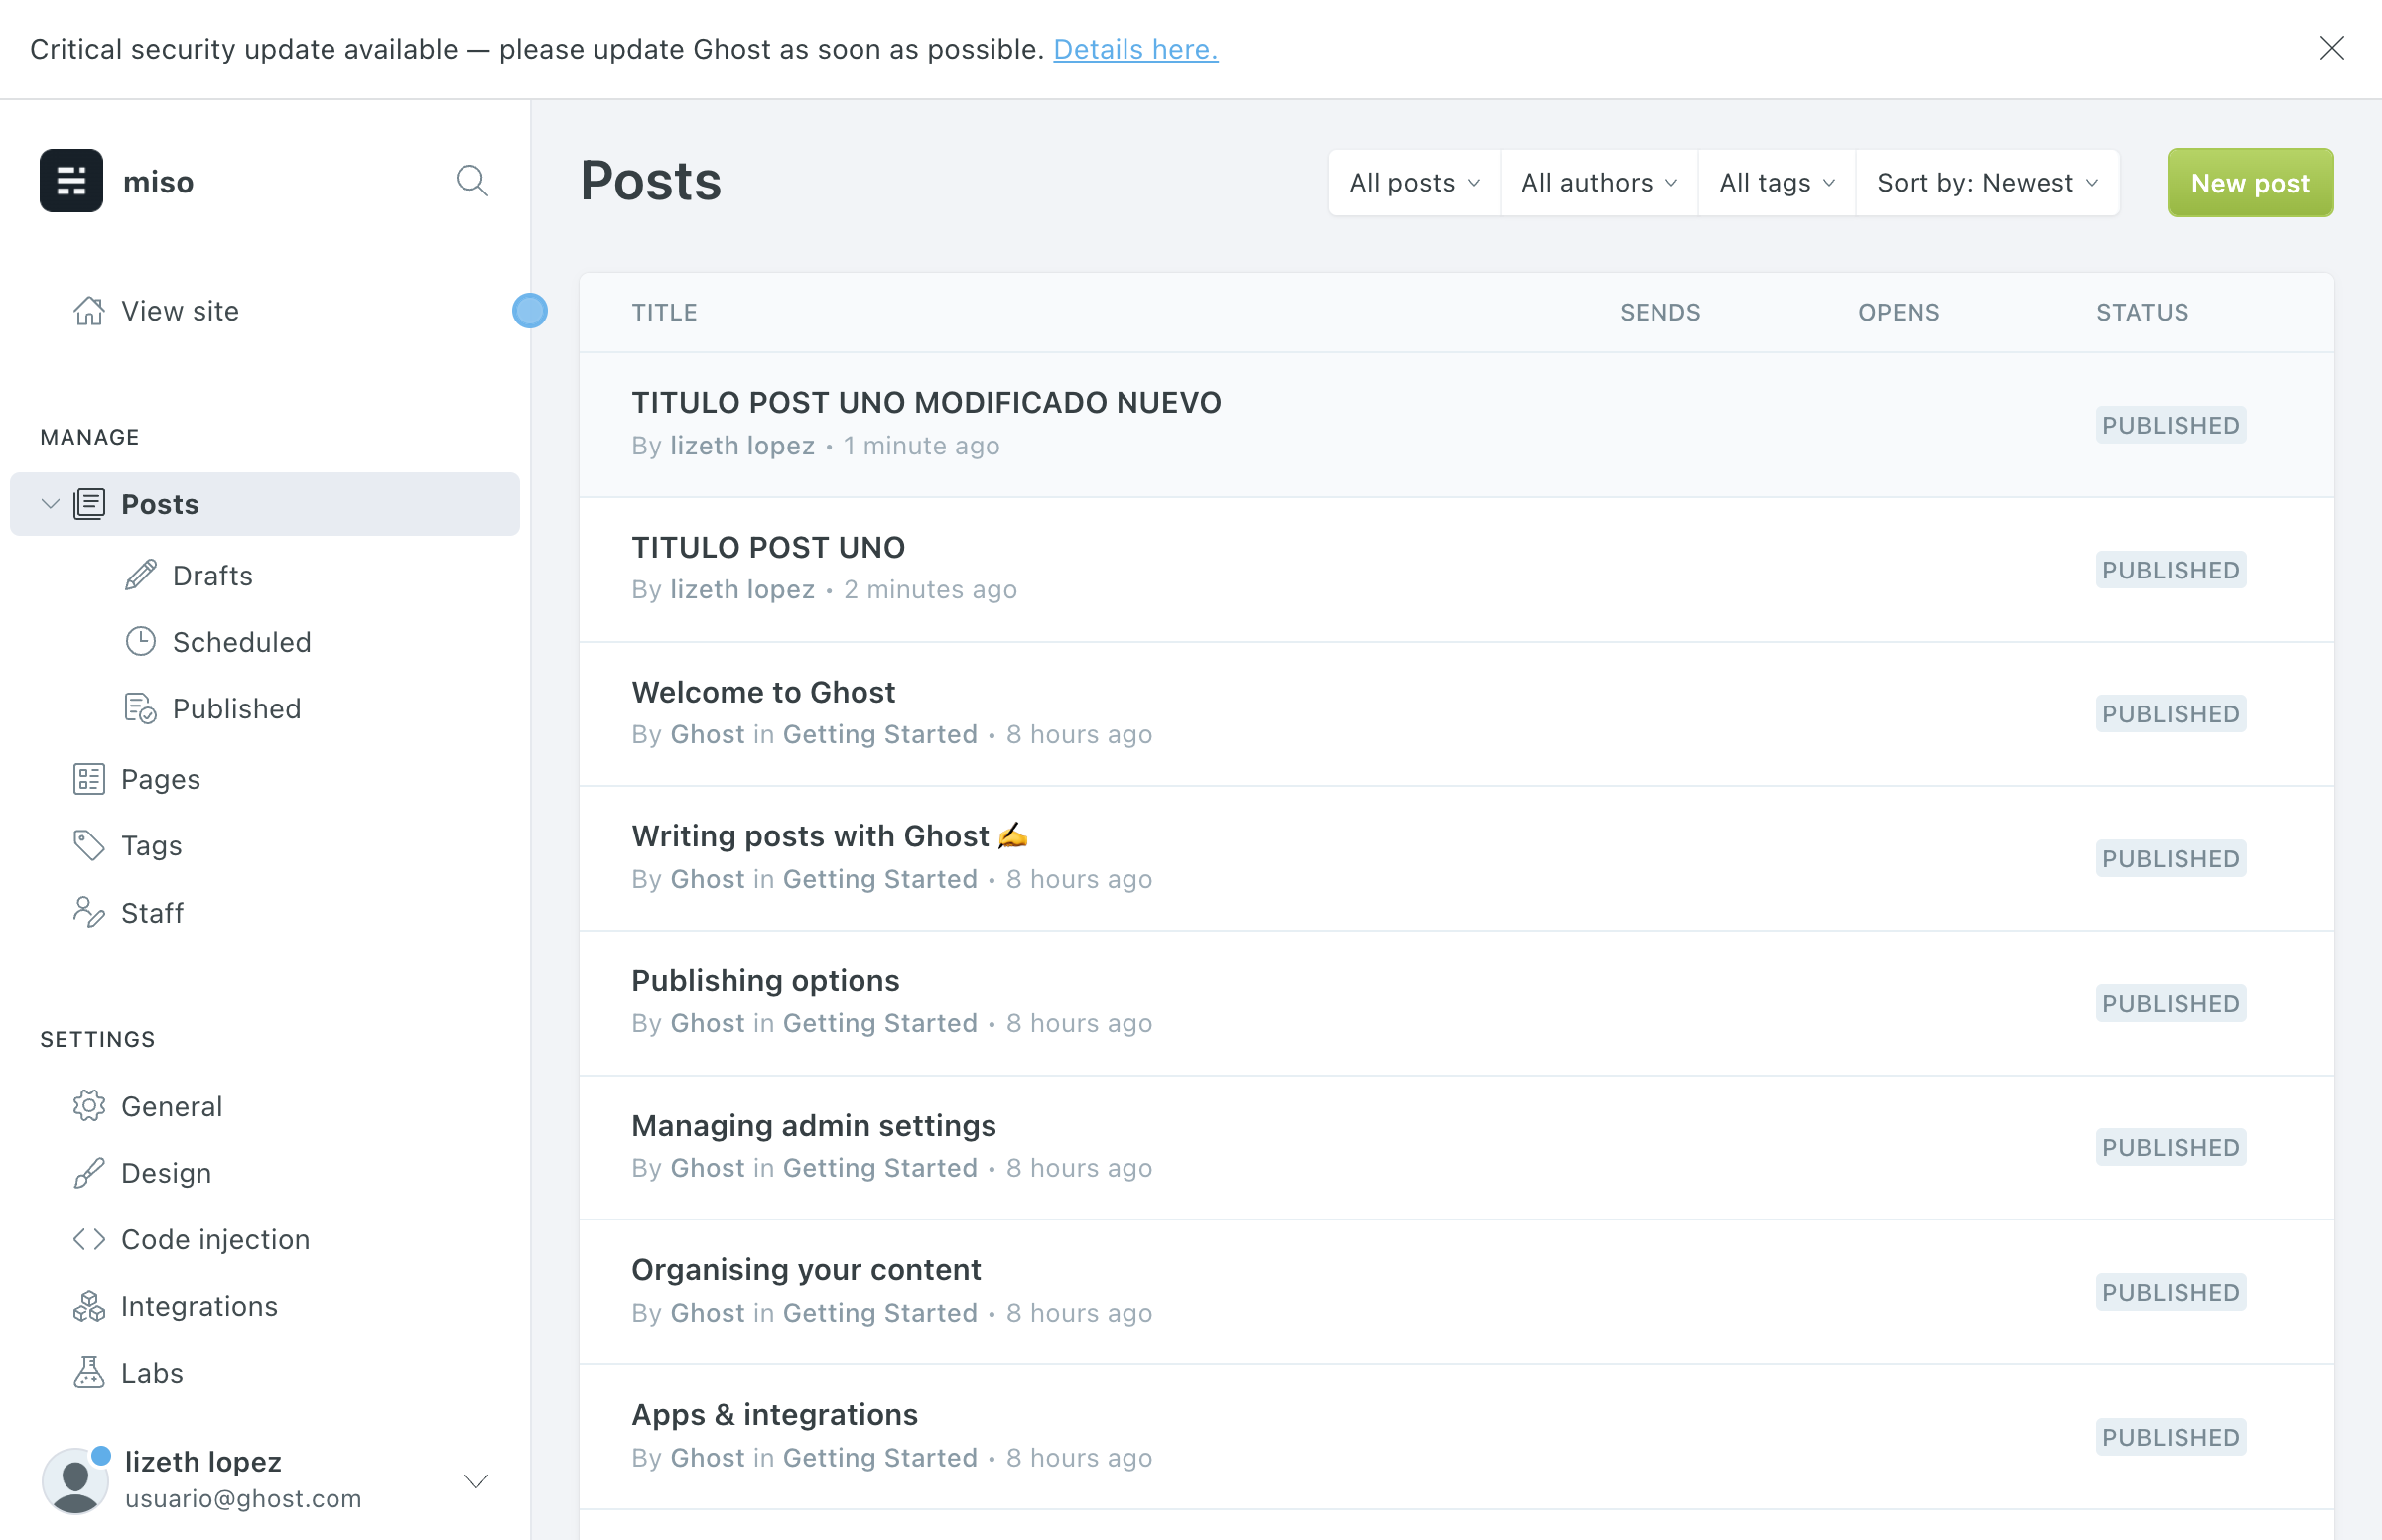 Critical security update available — please update Ghost as soon as possible. Details here.
miso
View site
MANAGE
Posts
Drafts
Scheduled
Published
Pages
Tags
Staff
SETTINGS
General
Design
Code injection
Integrations
Labs
lizeth lopez
usuario@ghost.com
Posts
All posts All authors All tags Sort by: Newest New post
TITLE SENDS OPENS STATUS
TITULO POST UNO MODIFICADO NUEVO
By lizeth lopez • 1 minute ago
PUBLISHED
TITULO POST UNO
By lizeth lopez • 2 minutes ago
PUBLISHED
Welcome to Ghost
By Ghost in Getting Started • 8 hours ago
PUBLISHED
Writing posts with Ghost ✍️
By Ghost in Getting Started • 8 hours ago
PUBLISHED
Publishing options
By Ghost in Getting Started • 8 hours ago
PUBLISHED
Managing admin settings
By Ghost in Getting Started • 8 hours ago
PUBLISHED
Organising your content
By Ghost in Getting Started • 8 hours ago
PUBLISHED
Apps & integrations
By Ghost in Getting Started • 8 hours ago
PUBLISHED